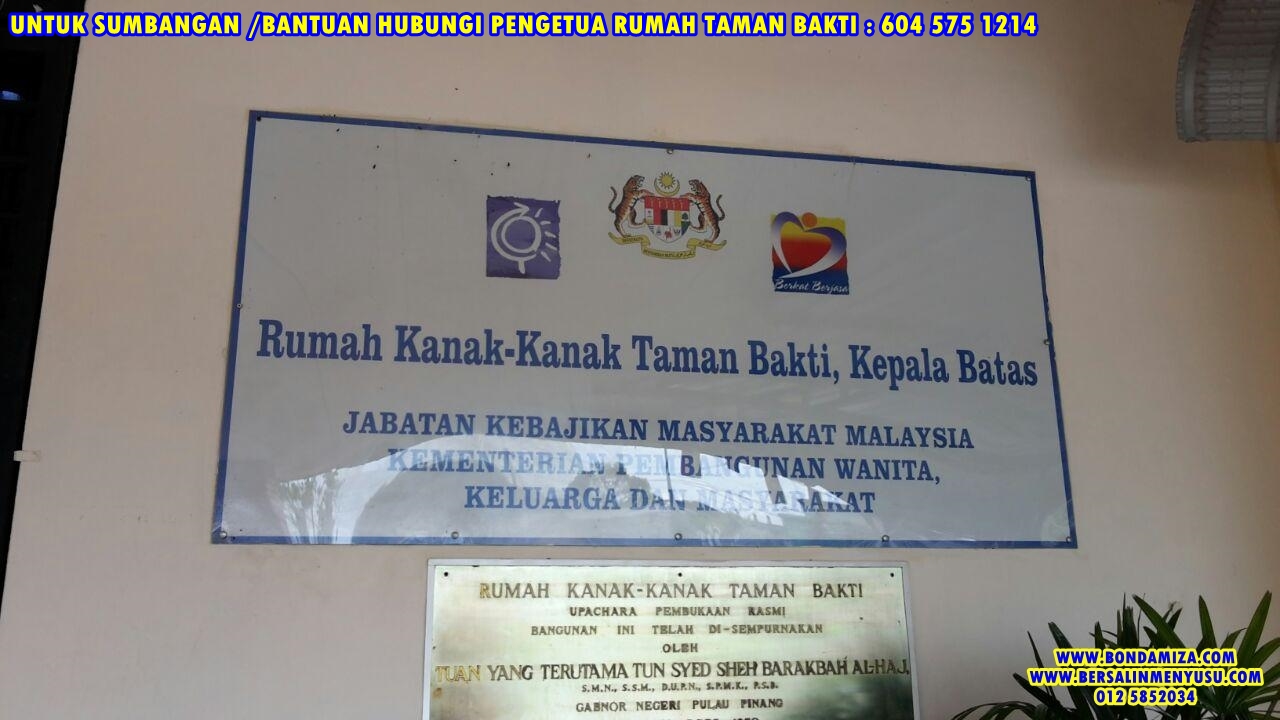 UNTUK SUMBANGAN /BANTUAN HUBUNGI PENGETUA RUMAH TAMAN BAKTI : 604 575 1214
Berkat Berjasa
Rumah Kanak-Kanak Taman Bakti, Kepala Batas
JABATAN KEBAJIKAN MASYARAKAT MALAYSIA
KEMENTERIAN PEMBANGUNAN WANITA,
KELUARGA DAN MASYARAKAT
RUMAH KANAK-KANAK TAMAN BAKTI
UPACHARA PEMBUKAAN RASMI
BANGUNAN INI TELAH DI-SEMPURNAKAN
OLEH
TUAN YANG TERUTAMA TUN SYED SHEH BARAKBAH AL-HAJ,
S.M.N., S.S.M., D.U.P.N., S.P.M.K., P.S.B.
GABNOR NEGERI PULAU PINANG
WWW.BONDAMIZA.COM
WWW.BERSALINMENYUSU.COM
012 5852034